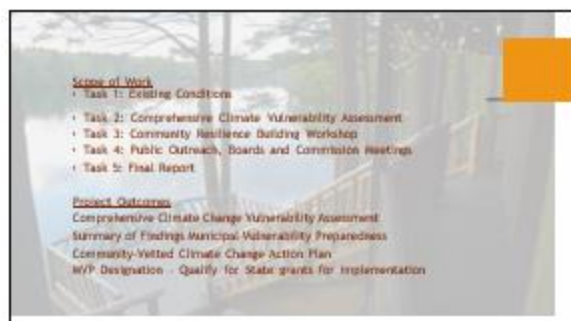 Scope of Work
• Task 1: Existing Conditions
• Task 2: Comprehensive Climate Vulnerability Assessment
• Task 3: Community Resilience Building Workshop
• Task 4: Public Outreach, Boards and Commission Meetings
• Task 5: Final Report
Project Outcomes
Comprehensive Climate Change Vulnerability Assessment
Summary of Findings Municipal Vulnerability Preparedness
Community-Vetted Climate Change Action Plan
MVP Designation - Qualify for State grants for Implementation